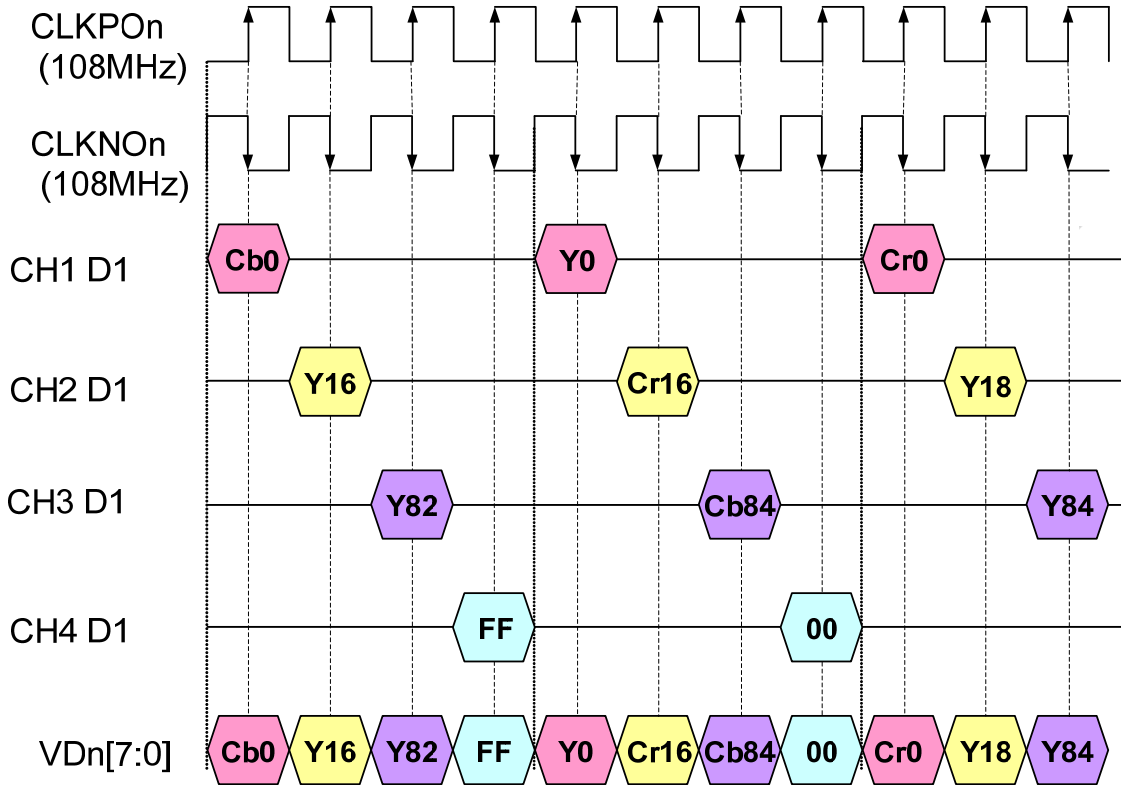 CLKPOn
(108MHz)
CLKNOn
(108MHz)
CH1 D1
Cb0
Y0
Cr0
CH2 D1
Y16
Cr16
Y18
CH3 D1
Y82
Cb84
Y84
CH4 D1
FF
00
VDn[7:0]
Cb0
Y16
Y82
FF
Y0
Cr16
Cb84
00
Cr0
Y18
Y84